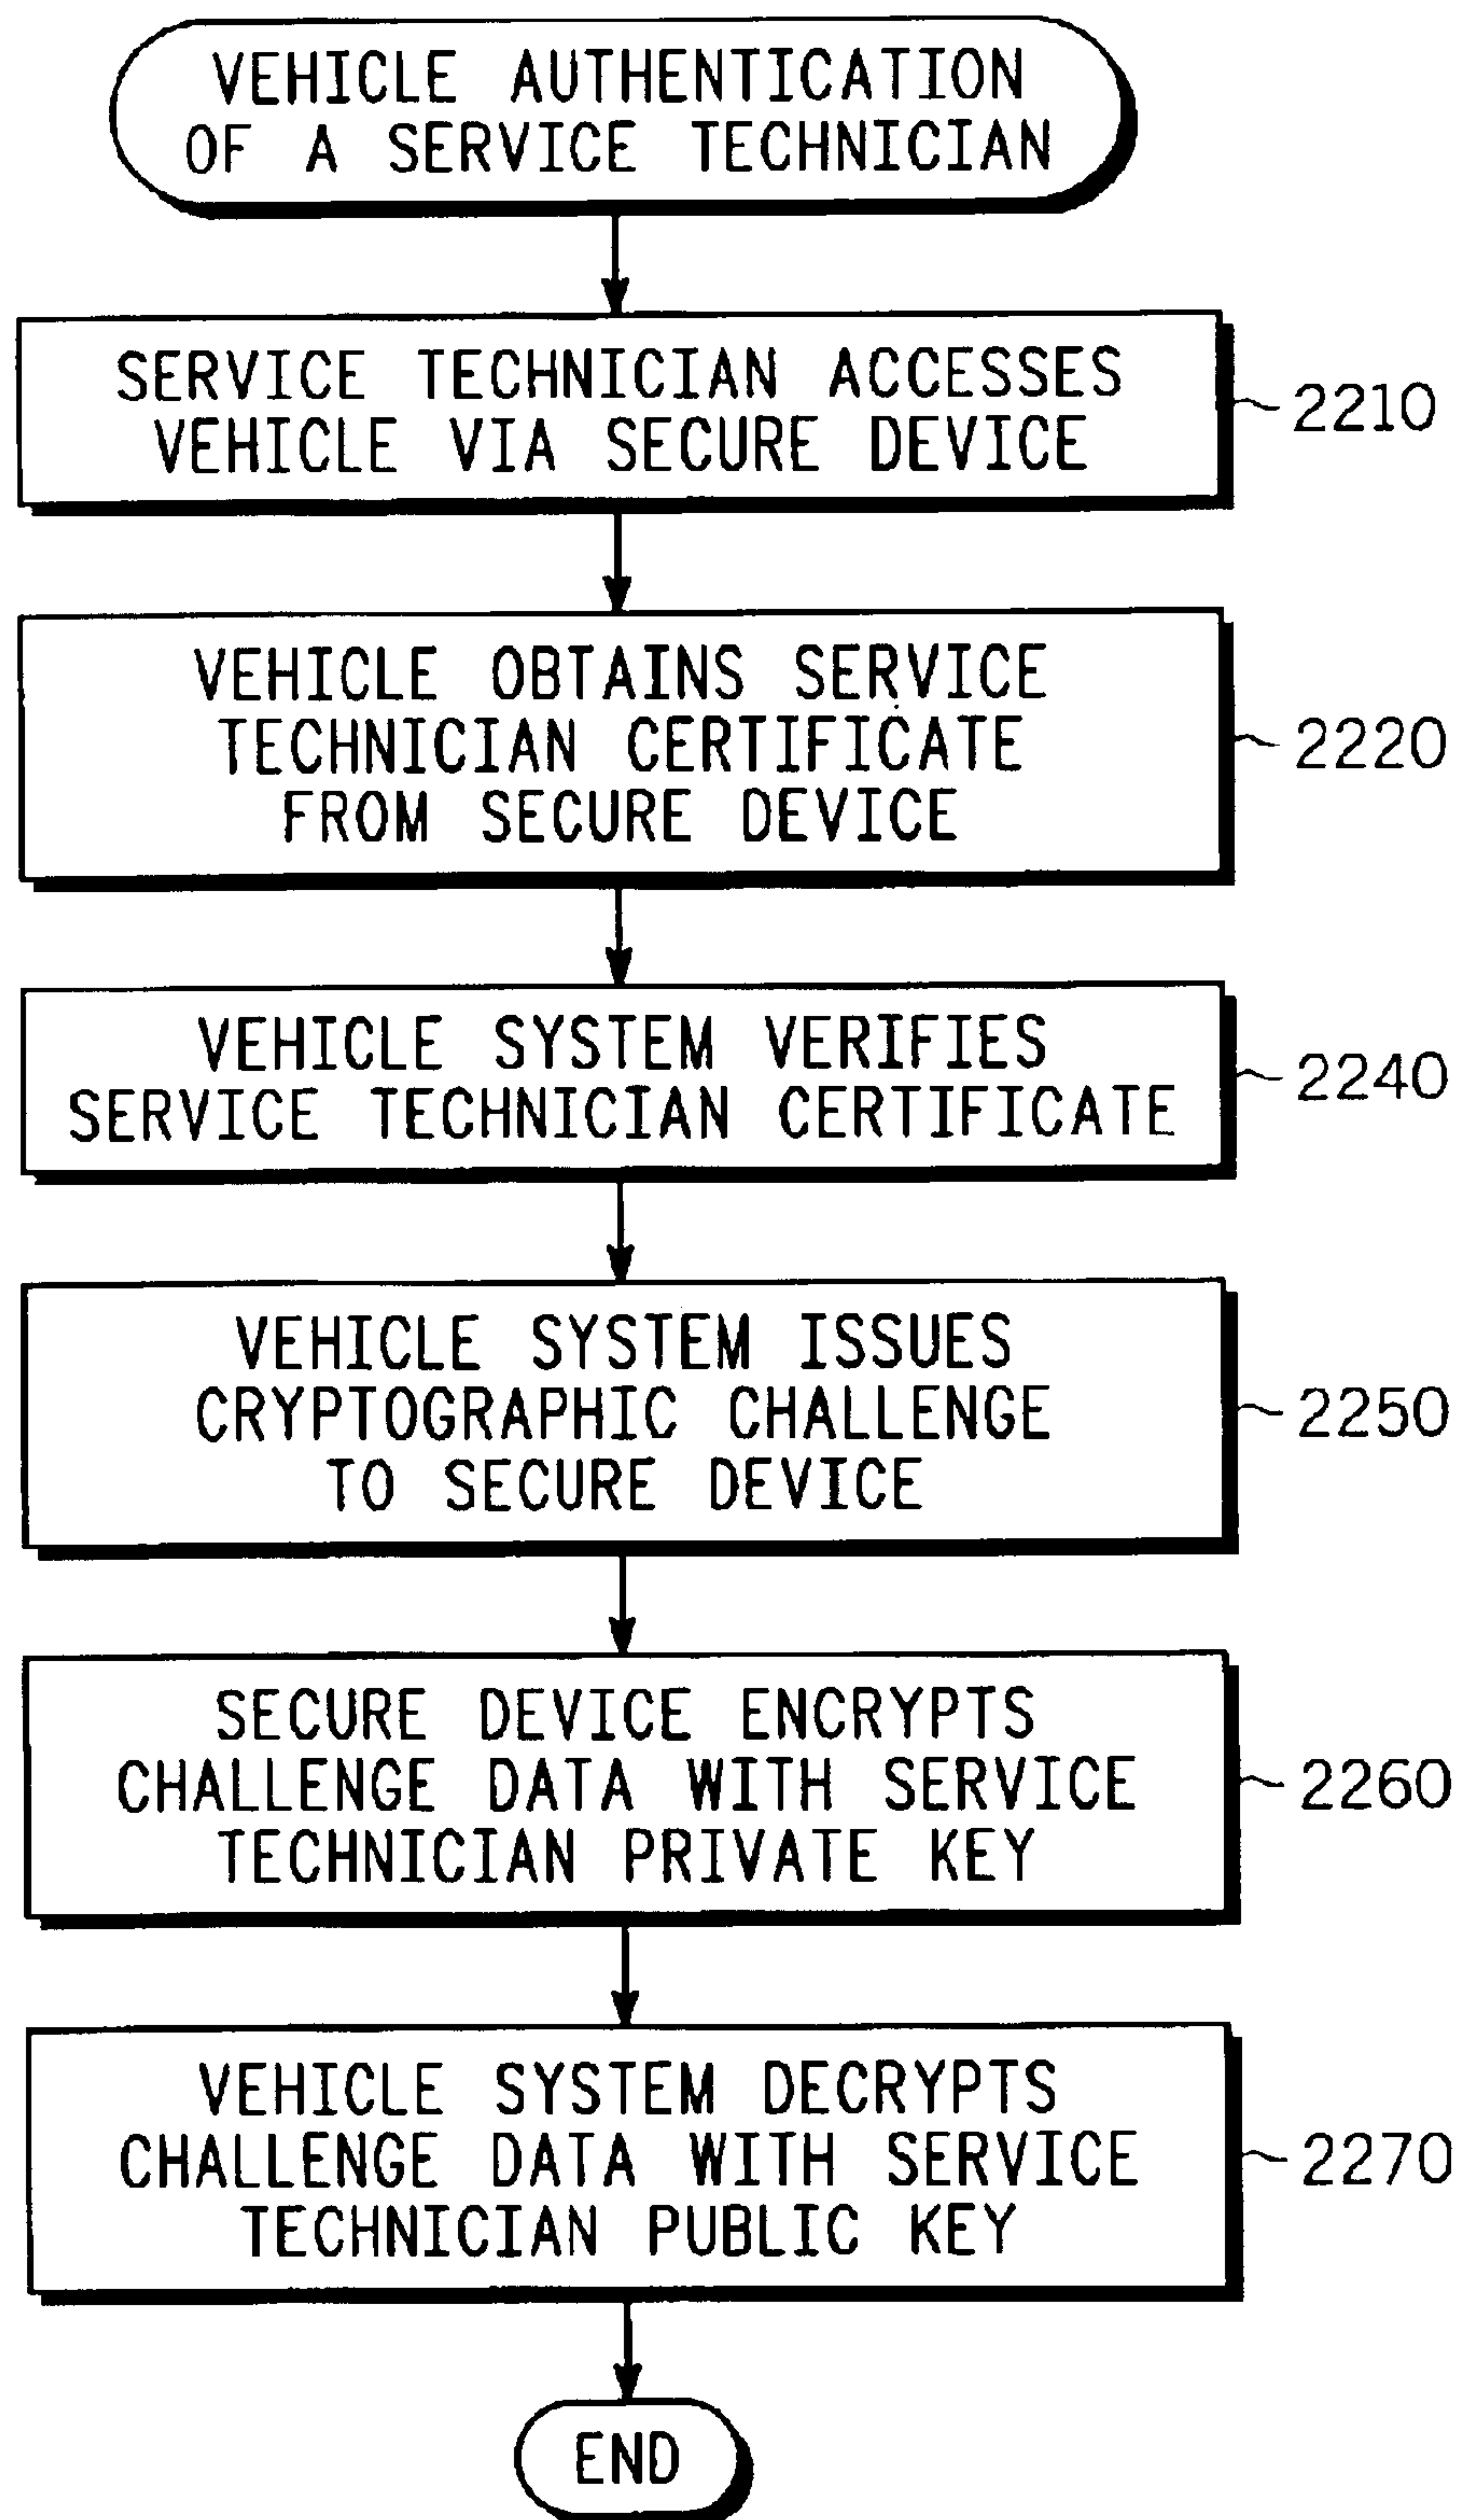 VEHICLE AUTHENTICATION
OF A SERVICE TECHNICIAN
SERVICE TECHNICIAN ACCESSES
VEHICLE VIA SECURE DEVICE
2210
VEHICLE OBTAINS SERVICE
TECHNICIAN CERTIFICATE
FROM SECURE DEVICE
2220
VEHICLE SYSTEM VERIFIES
SERVICE TECHNICIAN CERTIFICATE
2240
VEHICLE SYSTEM ISSUES
CRYPTOGRAPHIC CHALLENGE
TO SECURE DEVICE
2250
SECURE DEVICE ENCRYPTS
CHALLENGE DATA WITH SERVICE
TECHNICIAN PRIVATE KEY
2260
VEHICLE SYSTEM DECRYPTS
CHALLENGE DATA WITH SERVICE
TECHNICIAN PUBLIC KEY
2270
END